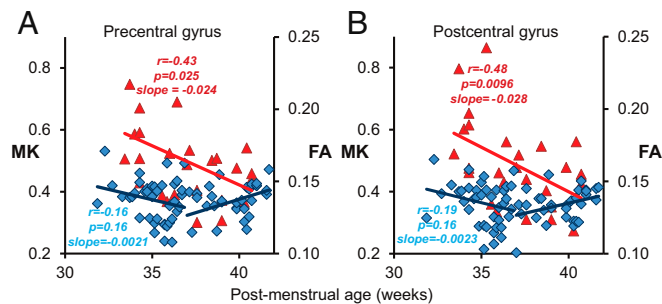 A
Precentral gyrus
0.8
0.6
0.4
0.2
MK
0.25
0.20
0.15
0.10
FA
r=-0.43
p=0.025
slope = -0.024
r=-0.16
p=0.16
slope=-0.0021
30
35
40
B
Postcentral gyrus
0.8
0.6
0.4
0.2
MK
0.25
0.20
0.15
0.10
FA
r=-0.48
p=0.0096
slope= -0.028
r=-0.19
p=0.16
slope=-0.0023
30
35
40
Post-menstrual age (weeks)